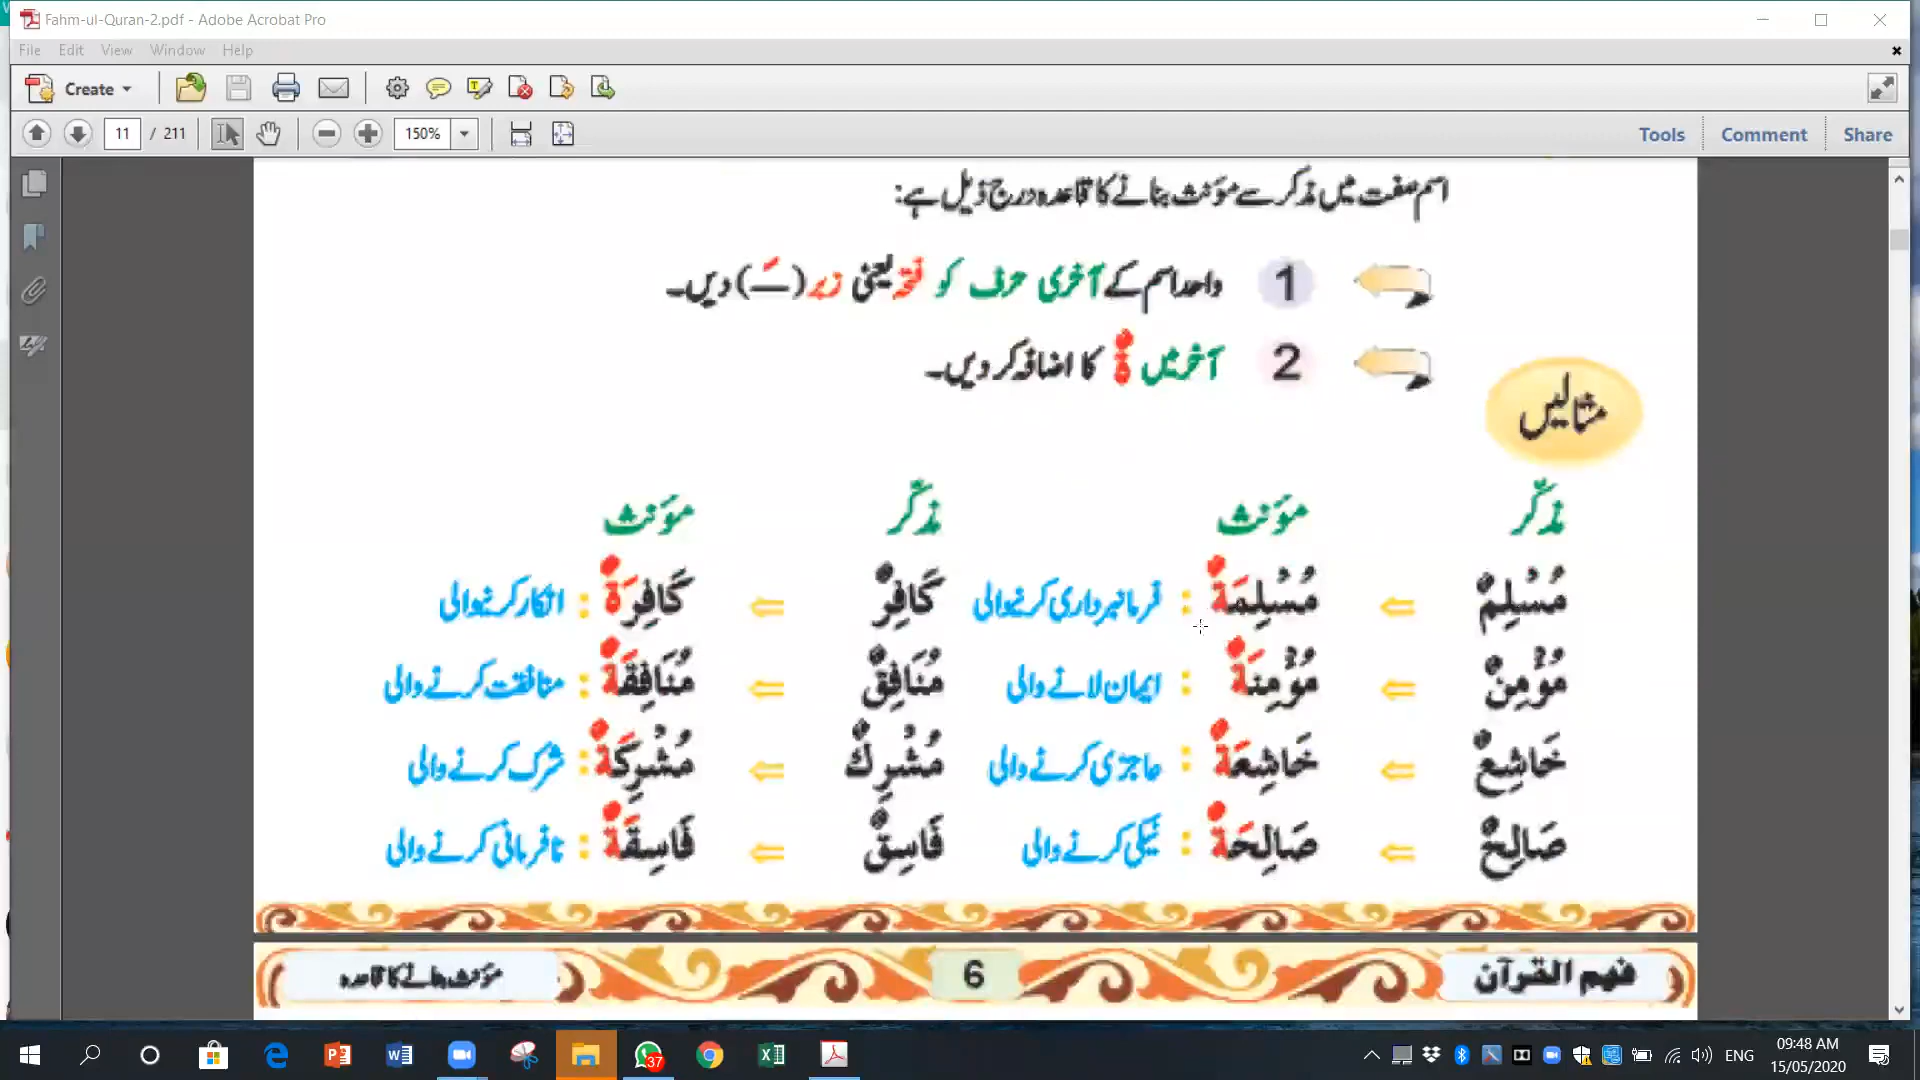 Fahm-ul-Quran-2.pdf - Adobe Acrobat Pro
File Edit View Window Help
Create
11 / 211 150% Tools Comment Share
اسم صفت میں مذکر سے مؤنث بنانے کا قاعدہ درج ذیل ہے:
1 واحد اسم کے آخری حرف کو فتحہ یعنی زبر (ـَ) دیں۔
2 آخر میں ةٌ کا اضافہ کر دیں۔
مثالیں
مذکّر مؤنث مذکّر مؤنث
مُسْلِمٌ ⇐ مُسْلِمَةٌ : فرمانبرداری کرنے والی كَافِرٌ ⇐ كَافِرَةٌ : انکار کرنے والی
مُؤْمِنٌ ⇐ مُؤْمِنَةٌ : ایمان لانے والی مُنَافِقٌ ⇐ مُنَافِقَةٌ : منافقت کرنے والی
خَاشِعٌ ⇐ خَاشِعَةٌ : عاجزی کرنے والی مُشْرِكٌ ⇐ مُشْرِكَةٌ : شرک کرنے والی
صَالِحٌ ⇐ صَالِحَةٌ : نیکی کرنے والی فَاسِقٌ ⇐ فَاسِقَةٌ : نافرمانی کرنے والی
فهم القرآن 6 مؤنث بنانے کا قاعدہ
37 ENG 09:48 AM
15/05/2020